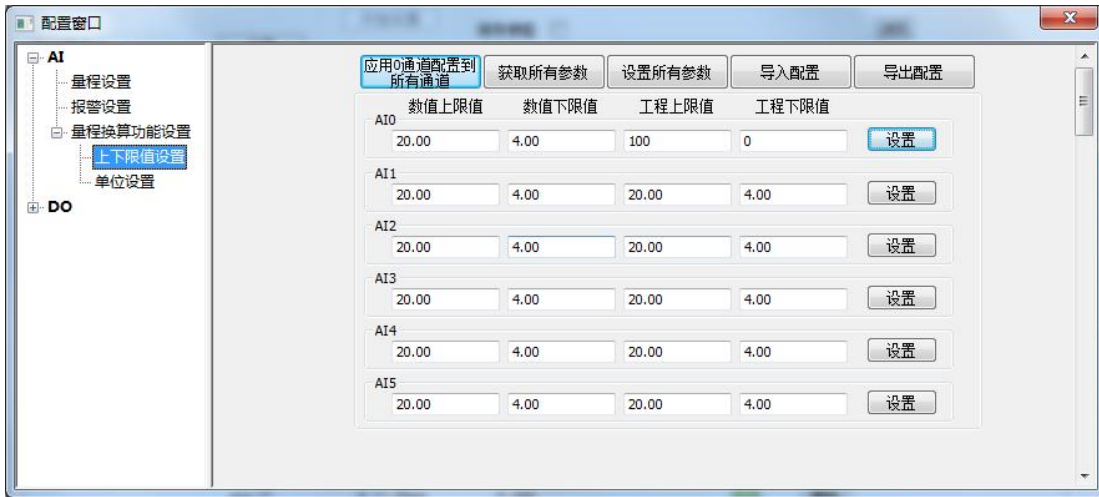 配置窗口
AI
量程设置
报警设置
量程换算功能设置
上下限值设置
单位设置
DO
应用0通道配置到
所有通道
获取所有参数
设置所有参数
导入配置
导出配置
数值上限值 数值下限值 工程上限值 工程下限值
AI0
20.00 4.00 100 0 设置
AI1
20.00 4.00 20.00 4.00 设置
AI2
20.00 4.00 20.00 4.00 设置
AI3
20.00 4.00 20.00 4.00 设置
AI4
20.00 4.00 20.00 4.00 设置
AI5
20.00 4.00 20.00 4.00 设置